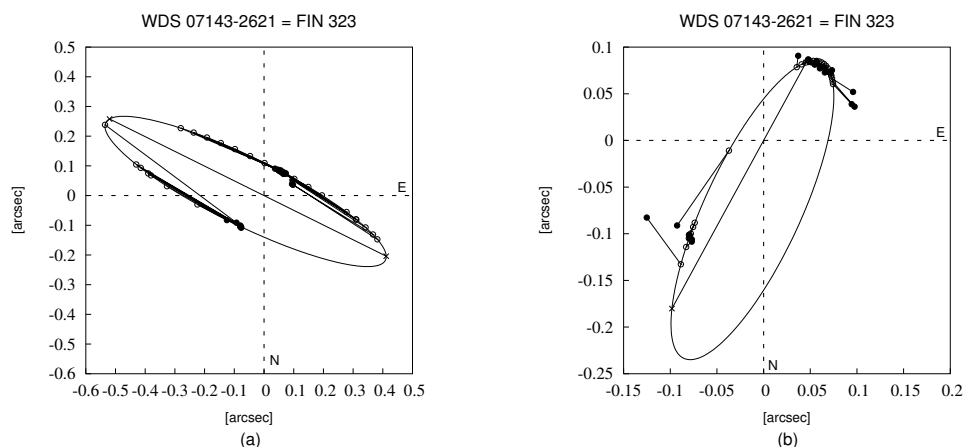 WDS 07143-2621 = FIN 323
0.5
0.4
0.3
0.2
0.1
0
-0.1
-0.2
-0.3
-0.4
-0.5
-0.6
[arcsec]
E
N
-0.6 -0.5 -0.4 -0.3 -0.2 -0.1 0 0.1 0.2 0.3 0.4 0.5
[arcsec]
(a)
WDS 07143-2621 = FIN 323
0.1
0.05
0
-0.05
-0.1
-0.15
-0.2
-0.25
[arcsec]
E
N
-0.15 -0.1 -0.05 0 0.05 0.1 0.15 0.2
[arcsec]
(b)